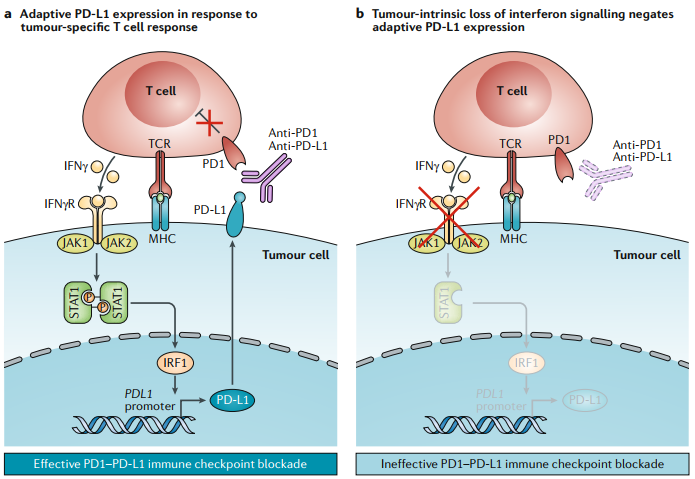 a Adaptive PD-L1 expression in response to
tumour-specific T cell response
T cell
TCR
IFNγ
PD1
Anti-PD1
Anti-PD-L1
IFNγR
PD-L1
JAK1
JAK2
MHC
Tumour cell
STAT1
P
P
STAT1
IRF1
PDL1
promoter
PD-L1
Effective PD1–PD-L1 immune checkpoint blockade
b Tumour-intrinsic loss of interferon signalling negates
adaptive PD-L1 expression
T cell
TCR
PD1
IFNγ
Anti-PD1
Anti-PD-L1
IFNγR
JAK1
JAK2
MHC
Tumour cell
STAT1
IRF1
PDL1
promoter
PD-L1
Ineffective PD1–PD-L1 immune checkpoint blockade